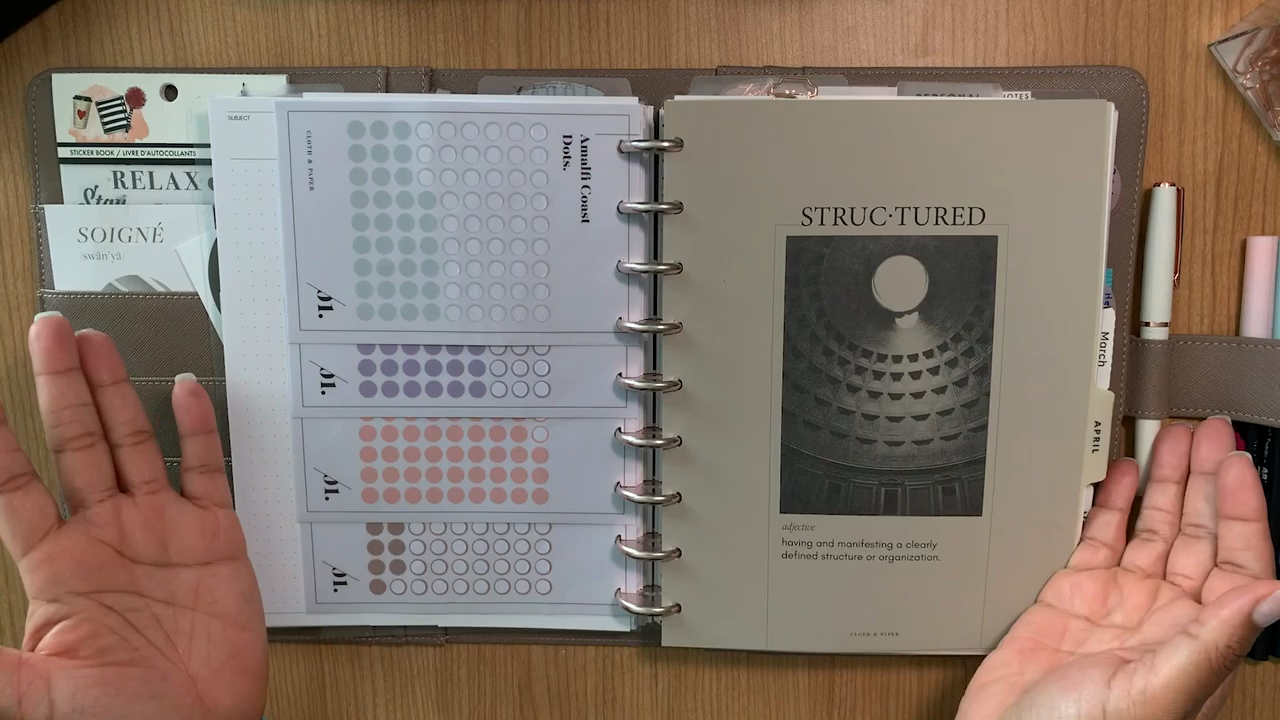 STICKER BOOK / LIVRE D'AUTOCOLLANTS
RELAX
Stay
SOIGNÉ
|swän'yā|
SUBJECT
CLOTH & PAPER
Amalfi Coast
Dots.
01.
01.
01.
01.
PERSONAL
NOTES
STRUC·TURED
adjective
having and manifesting a clearly
defined structure or organization.
CLOTH & PAPER
March
APRIL